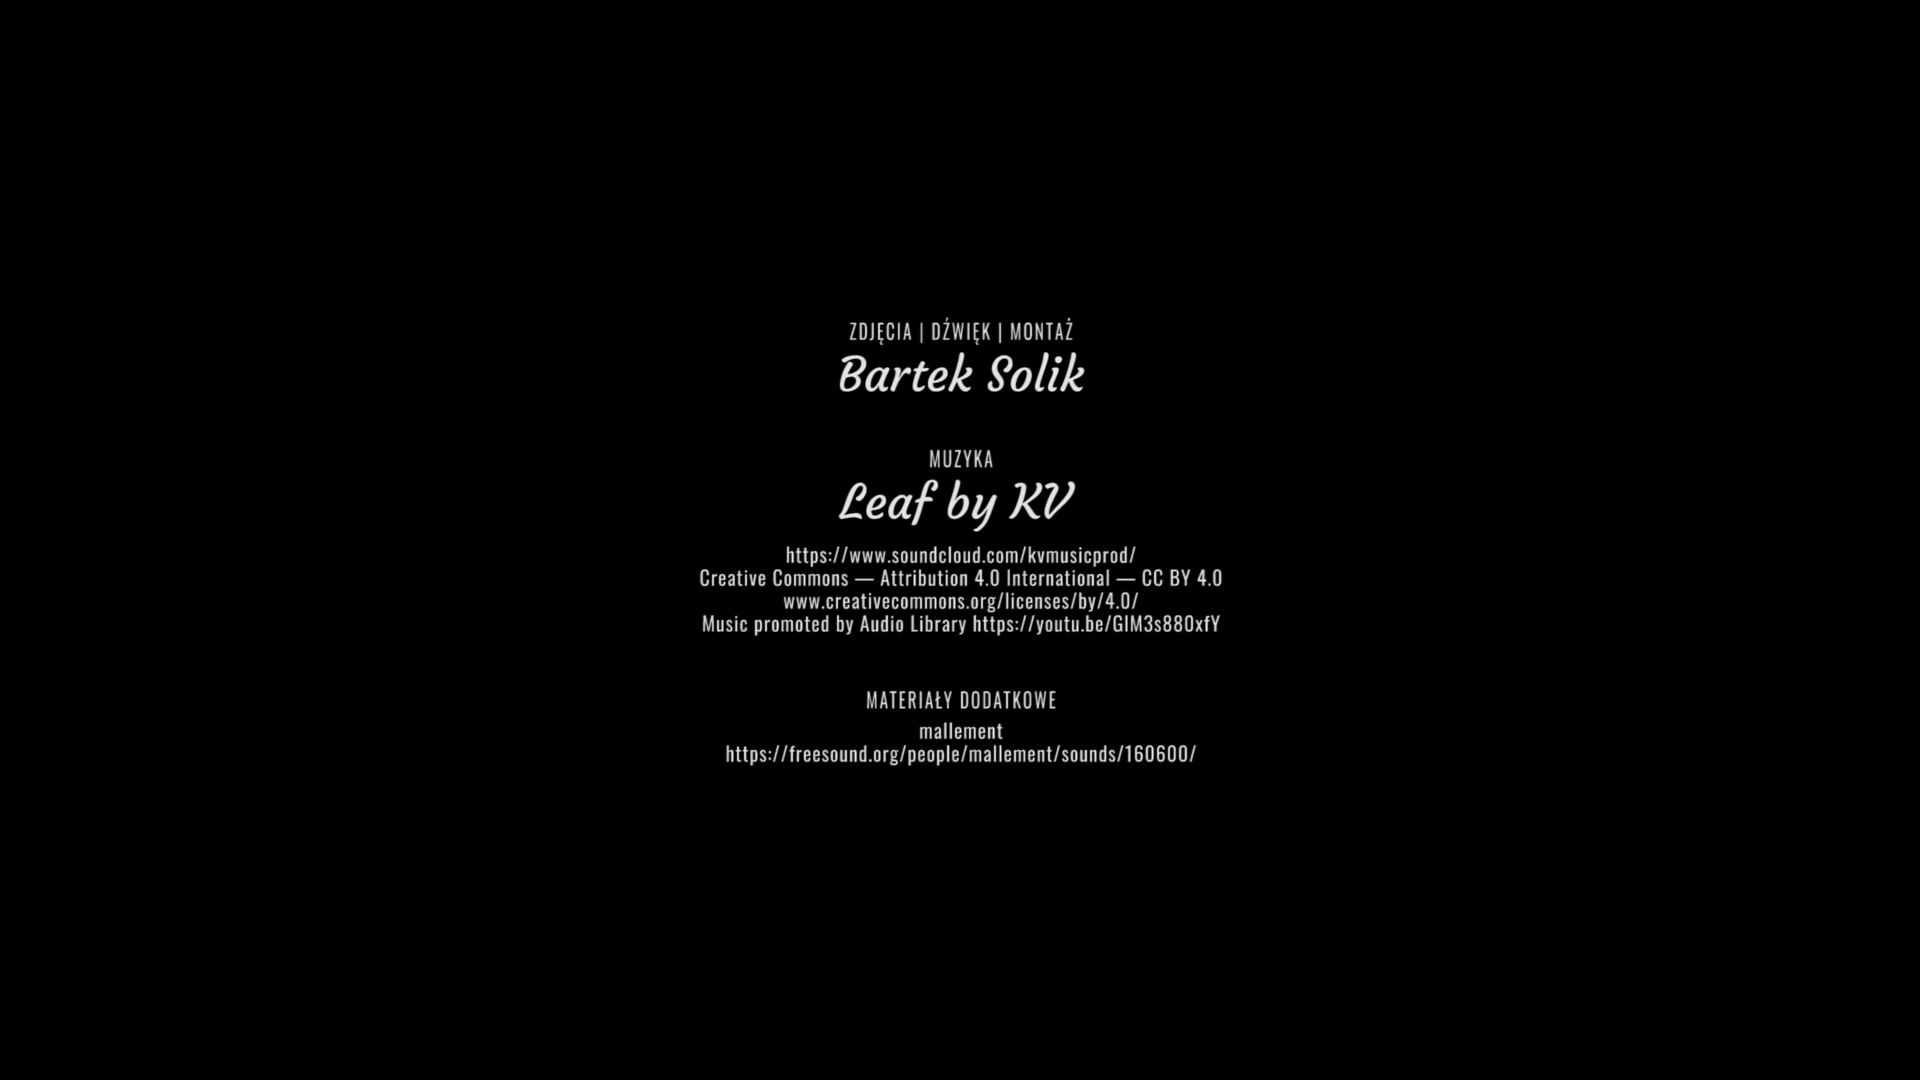 ZDJĘCIA | DŹWIĘK | MONTAŻ
Bartek Solik
MUZYKA
Leaf by KV
https://www.soundcloud.com/kvmusicprod/
Creative Commons — Attribution 4.0 International — CC BY 4.0
www.creativecommons.org/licenses/by/4.0/
Music promoted by Audio Library https://youtu.be/GIM3s880xfY
MATERIAŁY DODATKOWE
mallement
https://freesound.org/people/mallement/sounds/160600/